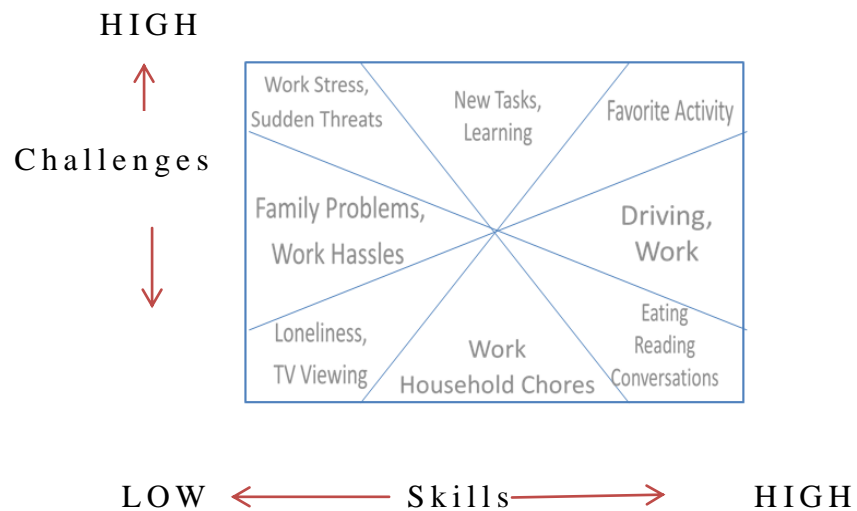 HIGH
Challenges
Work Stress,
Sudden Threats
New Tasks,
Learning
Favorite Activity
Family Problems,
Work Hassles
Driving,
Work
Loneliness,
TV Viewing
Work
Household Chores
Eating
Reading
Conversations
LOW
Skills
HIGH